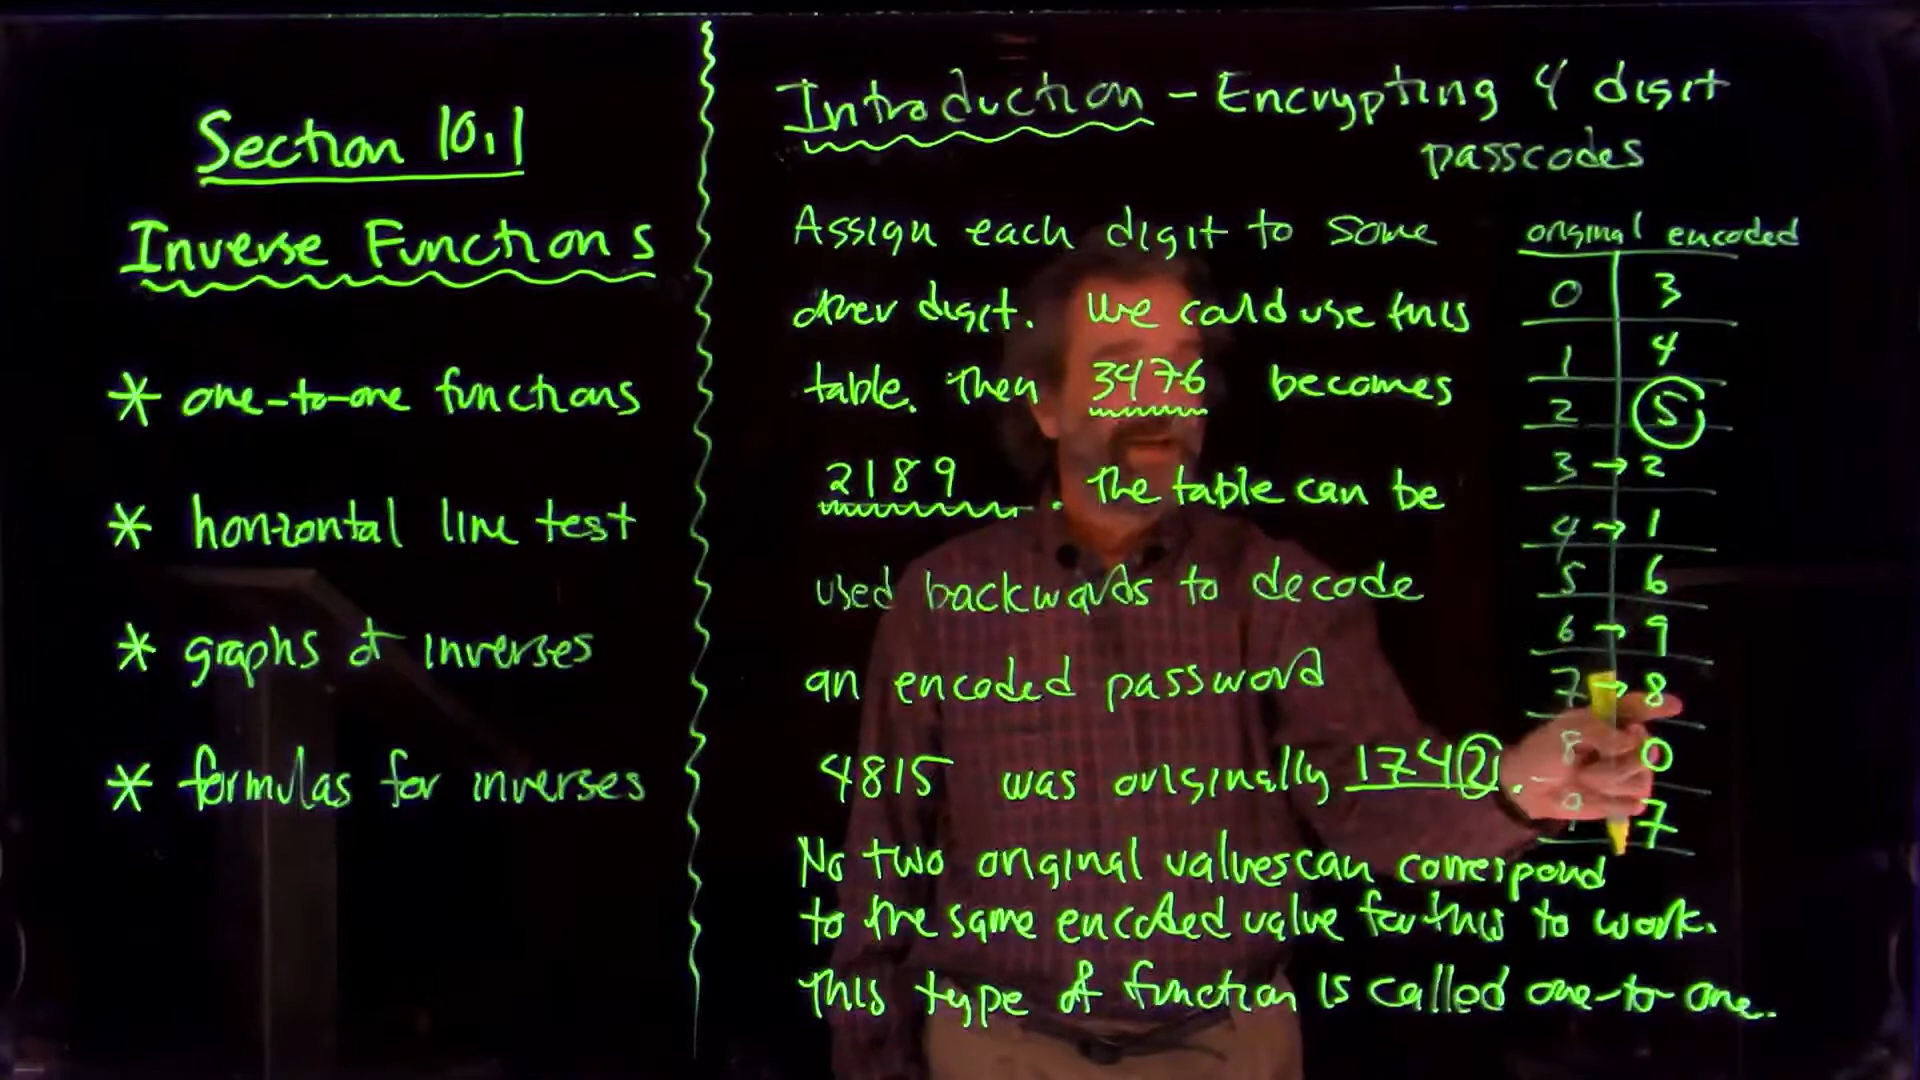 Section 10.1
Inverse Functions
* one-to-one functions
* horizontal line test
* graphs of inverses
* formulas for inverses
Introduction - Encrypting 4 digit
passcodes
Assign each digit to some
other digit. We could use this
table. Then 3476 becomes
2189. The table can be
used backwards to decode
an encoded password
4815 was originally 1742.
No two original values can correspond
to the same encoded value for this to work.
This type of function is called one-to-one.
original encoded
0 3
1 4
2 5
3 → 2
4 → 1
5 6
6 → 9
7 → 8
8 0
9 7